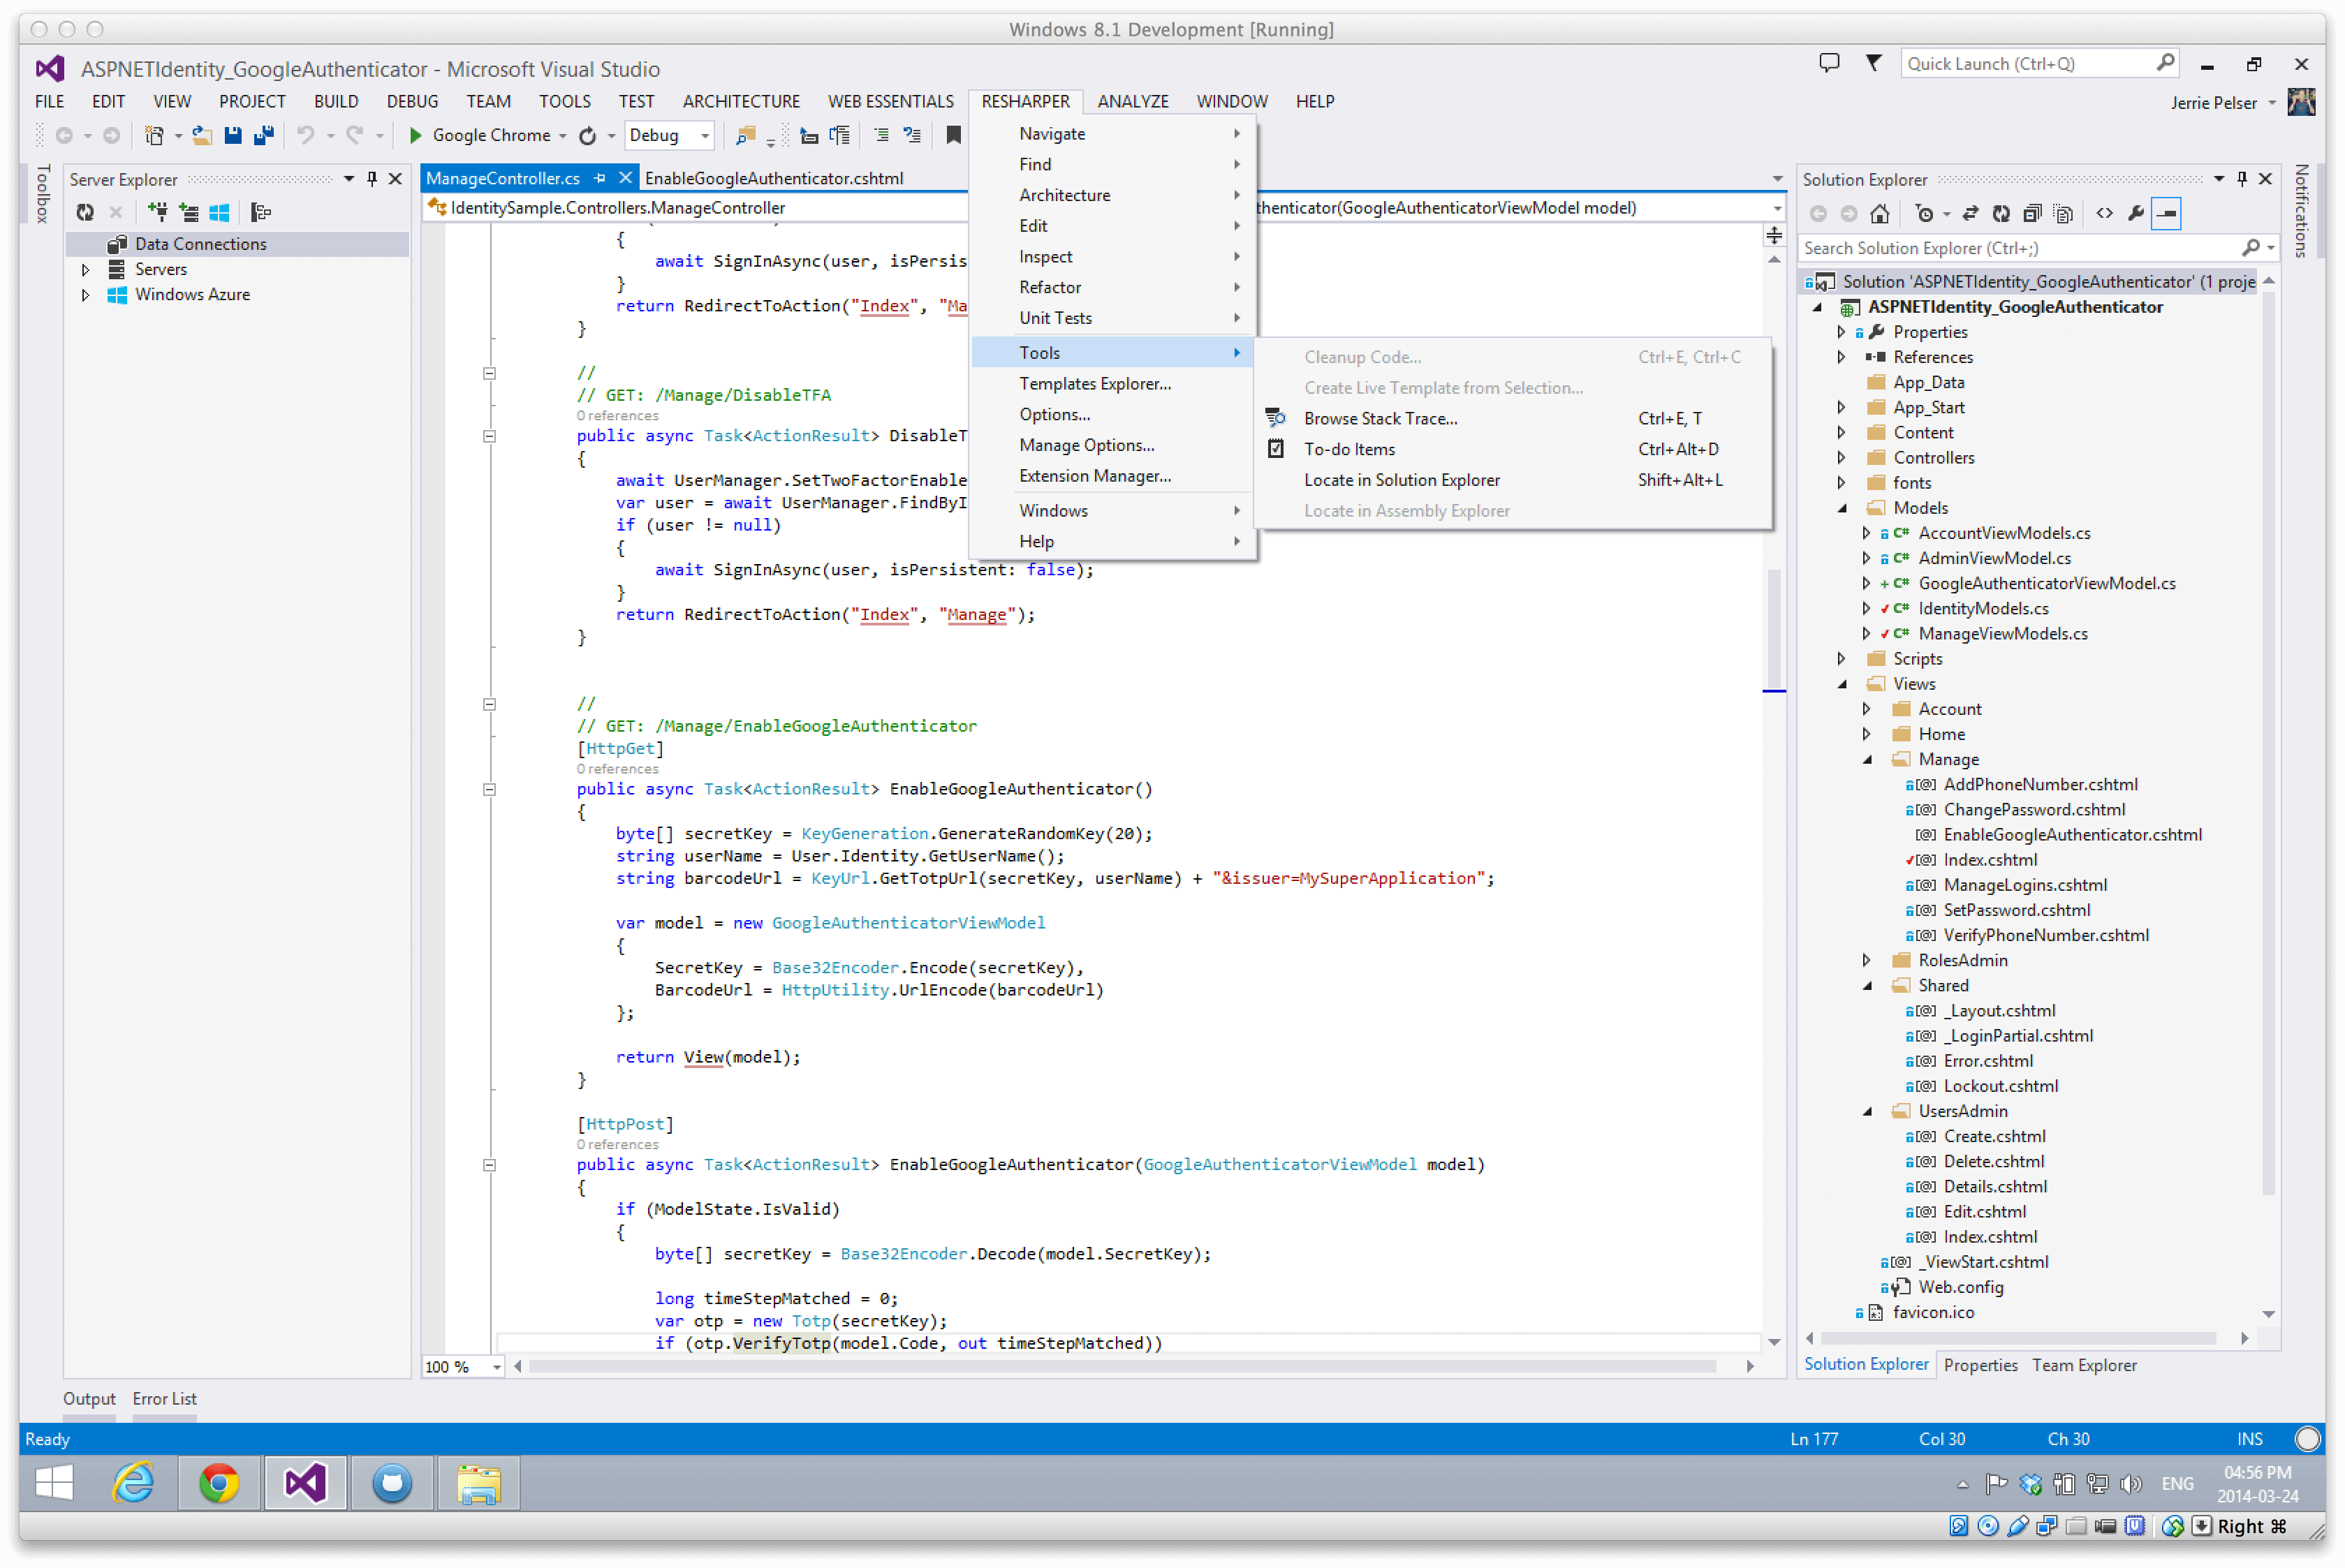 Windows 8.1 Development [Running]
ASPNETIdentity_GoogleAuthenticator - Microsoft Visual Studio
Quick Launch (Ctrl+Q)
FILE EDIT VIEW PROJECT BUILD DEBUG TEAM TOOLS TEST ARCHITECTURE WEB ESSENTIALS RESHARPER ANALYZE WINDOW HELP
Jerrie Pelser
Google Chrome Debug
Toolbox
Server Explorer
Data Connections
Servers
Windows Azure
ManageController.cs EnableGoogleAuthenticator.cshtml
IdentitySample.Controllers.ManageController
thenticator(GoogleAuthenticatorViewModel model)
{
await SignInAsync(user, isPersis
}
return RedirectToAction("Index", "Ma
}
//
// GET: /Manage/DisableTFA
0 references
public async Task<ActionResult> DisableT
{
await UserManager.SetTwoFactorEnable
var user = await UserManager.FindByI
if (user != null)
{
await SignInAsync(user, isPersistent: false);
}
return RedirectToAction("Index", "Manage");
}
//
// GET: /Manage/EnableGoogleAuthenticator
[HttpGet]
0 references
public async Task<ActionResult> EnableGoogleAuthenticator()
{
byte[] secretKey = KeyGeneration.GenerateRandomKey(20);
string userName = User.Identity.GetUserName();
string barcodeUrl = KeyUrl.GetTotpUrl(secretKey, userName) + "&issuer=MySuperApplication";
var model = new GoogleAuthenticatorViewModel
{
SecretKey = Base32Encoder.Encode(secretKey),
BarcodeUrl = HttpUtility.UrlEncode(barcodeUrl)
};
return View(model);
}
[HttpPost]
0 references
public async Task<ActionResult> EnableGoogleAuthenticator(GoogleAuthenticatorViewModel model)
{
if (ModelState.IsValid)
{
byte[] secretKey = Base32Encoder.Decode(model.SecretKey);
long timeStepMatched = 0;
var otp = new Totp(secretKey);
if (otp.VerifyTotp(model.Code, out timeStepMatched))
100 %
Navigate
Find
Architecture
Edit
Inspect
Refactor
Unit Tests
Tools
Templates Explorer...
Options...
Manage Options...
Extension Manager...
Windows
Help
Cleanup Code... Ctrl+E, Ctrl+C
Create Live Template from Selection...
Browse Stack Trace... Ctrl+E, T
To-do Items Ctrl+Alt+D
Locate in Solution Explorer Shift+Alt+L
Locate in Assembly Explorer
Solution Explorer
Search Solution Explorer (Ctrl+;)
Solution 'ASPNETIdentity_GoogleAuthenticator' (1 proje
ASPNETIdentity_GoogleAuthenticator
Properties
References
App_Data
App_Start
Content
Controllers
fonts
Models
C# AccountViewModels.cs
C# AdminViewModel.cs
+ C# GoogleAuthenticatorViewModel.cs
C# IdentityModels.cs
C# ManageViewModels.cs
Scripts
Views
Account
Home
Manage
[@] AddPhoneNumber.cshtml
[@] ChangePassword.cshtml
[@] EnableGoogleAuthenticator.cshtml
[@] Index.cshtml
[@] ManageLogins.cshtml
[@] SetPassword.cshtml
[@] VerifyPhoneNumber.cshtml
RolesAdmin
Shared
[@] _Layout.cshtml
[@] _LoginPartial.cshtml
[@] Error.cshtml
[@] Lockout.cshtml
UsersAdmin
[@] Create.cshtml
[@] Delete.cshtml
[@] Details.cshtml
[@] Edit.cshtml
[@] Index.cshtml
[@] _ViewStart.cshtml
Web.config
favicon.ico
Solution Explorer Properties Team Explorer
Notifications
Output Error List
Ready Ln 177 Col 30 Ch 30 INS
ENG
04:56 PM
2014-03-24
Right ⌘